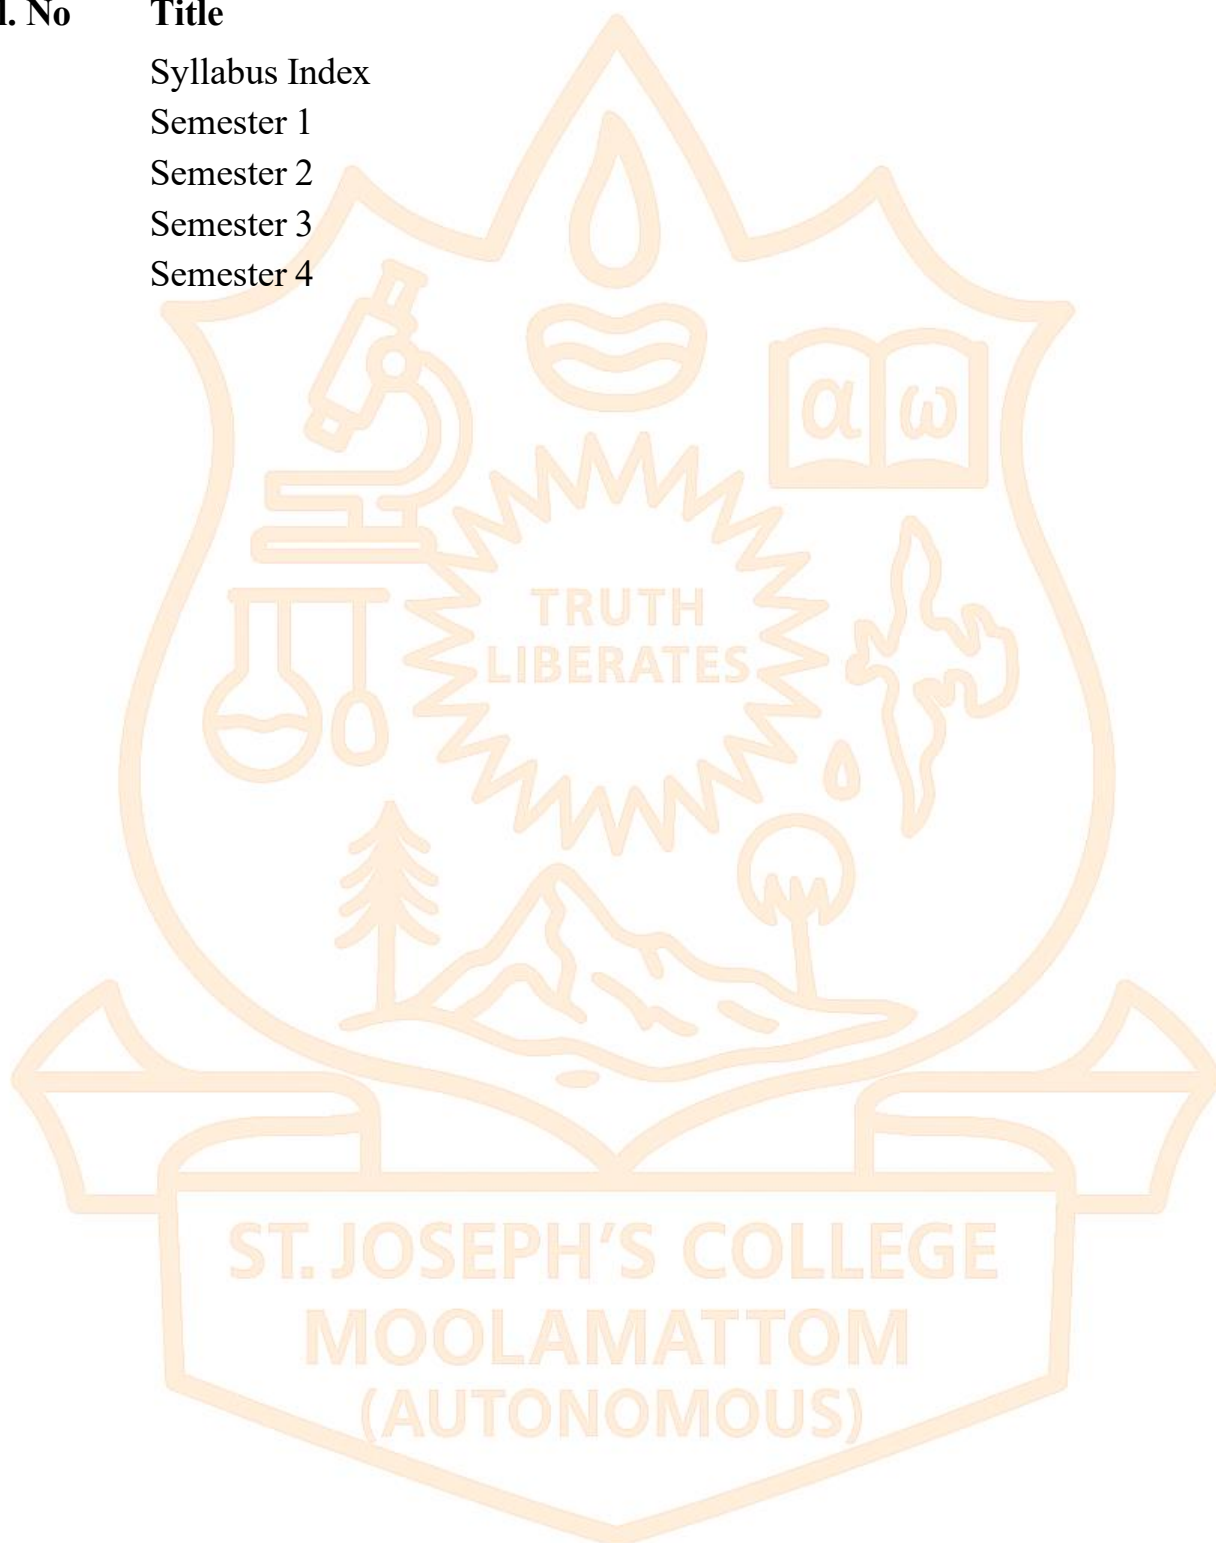 l. No Title
Syllabus Index
Semester 1
Semester 2
Semester 3
Semester 4
α ω
TRUTH
LIBERATES
ST. JOSEPH'S COLLEGE
MOOLAMATTOM
(AUTONOMOUS)